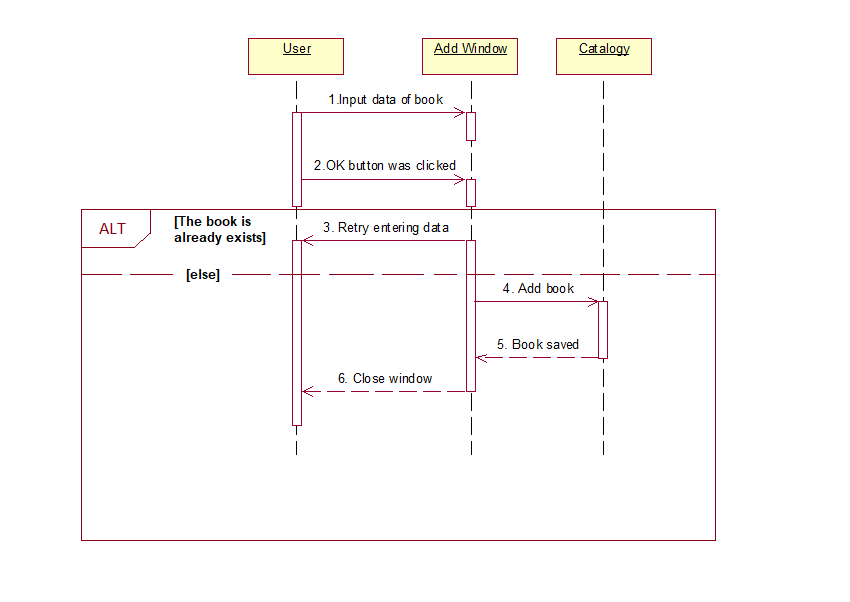 User
Add Window
Catalogy
1.Input data of book
2.OK button was clicked
ALT
[The book is
already exists]
3. Retry entering data
[else]
4. Add book
5. Book saved
6. Close window